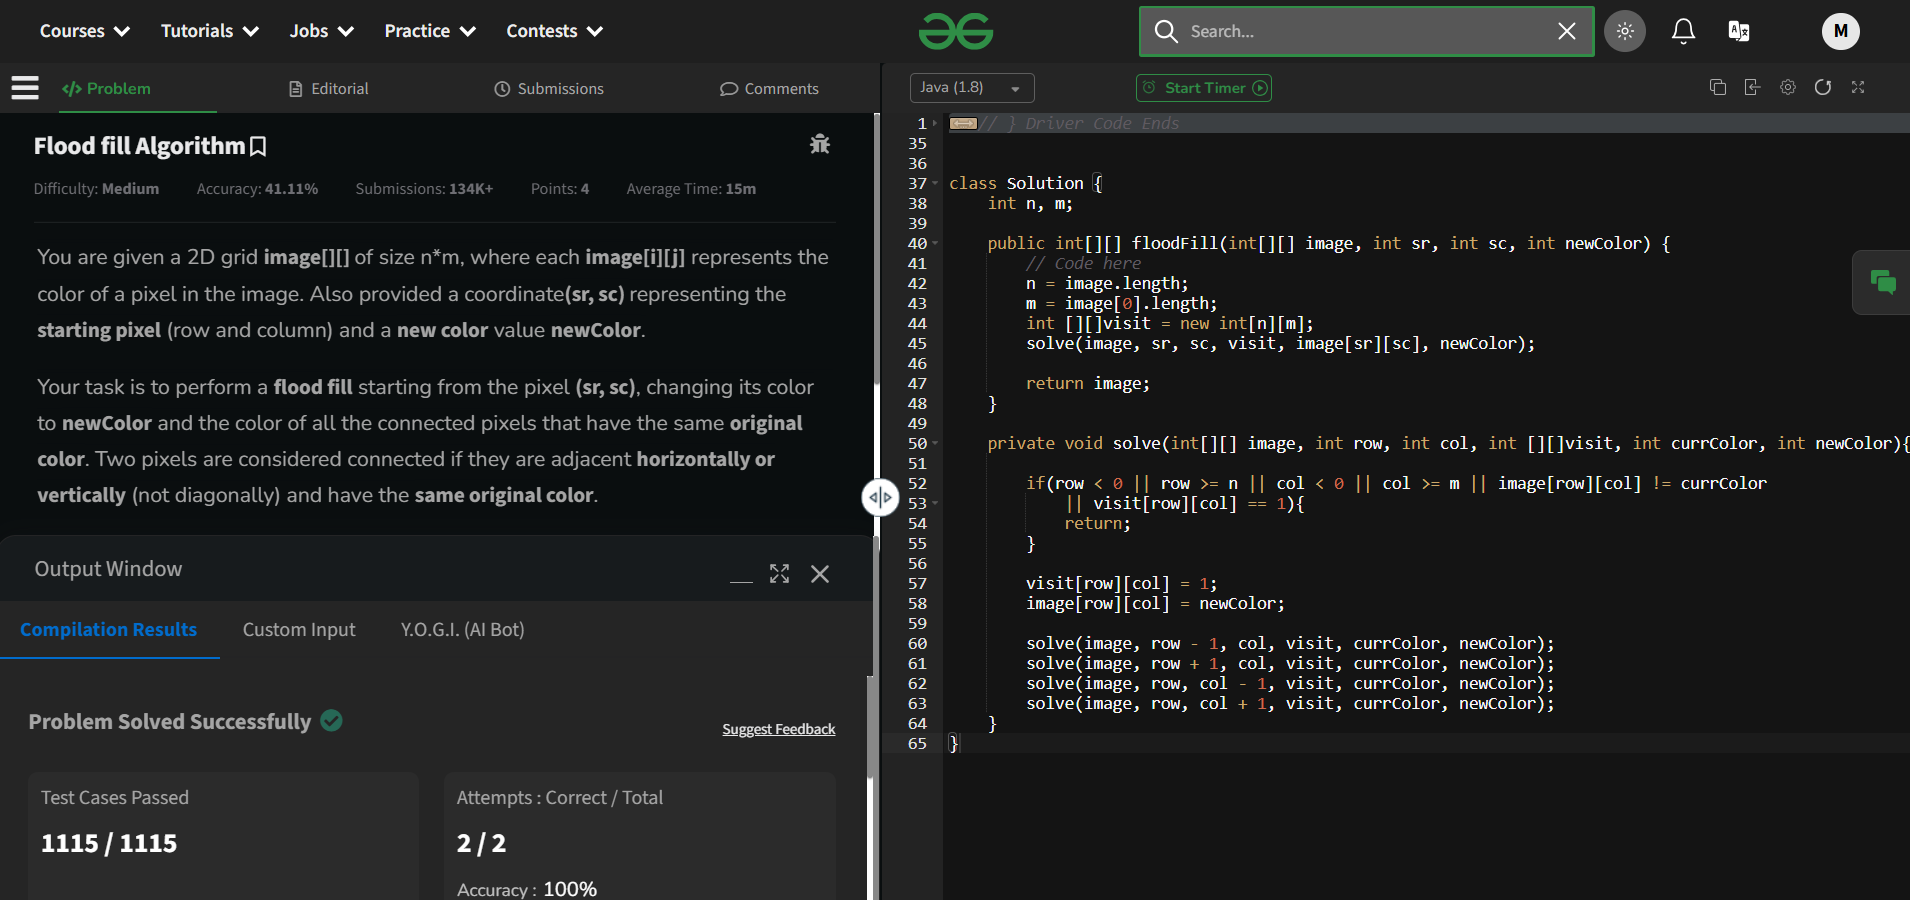 Courses Tutorials Jobs Practice Contests
Search...
M
Problem Editorial Submissions Comments
Flood fill Algorithm
Difficulty: Medium Accuracy: 41.11% Submissions: 134K+ Points: 4 Average Time: 15m
You are given a 2D grid image[][] of size n*m, where each image[i][j] represents the
color of a pixel in the image. Also provided a coordinate(sr, sc) representing the
starting pixel (row and column) and a new color value newColor.
Your task is to perform a flood fill starting from the pixel (sr, sc), changing its color
to newColor and the color of all the connected pixels that have the same original
color. Two pixels are considered connected if they are adjacent horizontally or
vertically (not diagonally) and have the same original color.
Output Window
Compilation Results Custom Input Y.O.G.I. (AI Bot)
Problem Solved Successfully
Suggest Feedback
Test Cases Passed
1115 / 1115
Attempts : Correct / Total
2 / 2
Accuracy : 100%
Java (1.8) Start Timer
1 // } Driver Code Ends
35
36
37 class Solution {
38 int n, m;
39
40 public int[][] floodFill(int[][] image, int sr, int sc, int newColor) {
41 // Code here
42 n = image.length;
43 m = image[0].length;
44 int [][]visit = new int[n][m];
45 solve(image, sr, sc, visit, image[sr][sc], newColor);
46
47 return image;
48 }
49
50 private void solve(int[][] image, int row, int col, int [][]visit, int currColor, int newColor){
51
52 if(row < 0 || row >= n || col < 0 || col >= m || image[row][col] != currColor
53 || visit[row][col] == 1){
54 return;
55 }
56
57 visit[row][col] = 1;
58 image[row][col] = newColor;
59
60 solve(image, row - 1, col, visit, currColor, newColor);
61 solve(image, row + 1, col, visit, currColor, newColor);
62 solve(image, row, col - 1, visit, currColor, newColor);
63 solve(image, row, col + 1, visit, currColor, newColor);
64 }
65 }